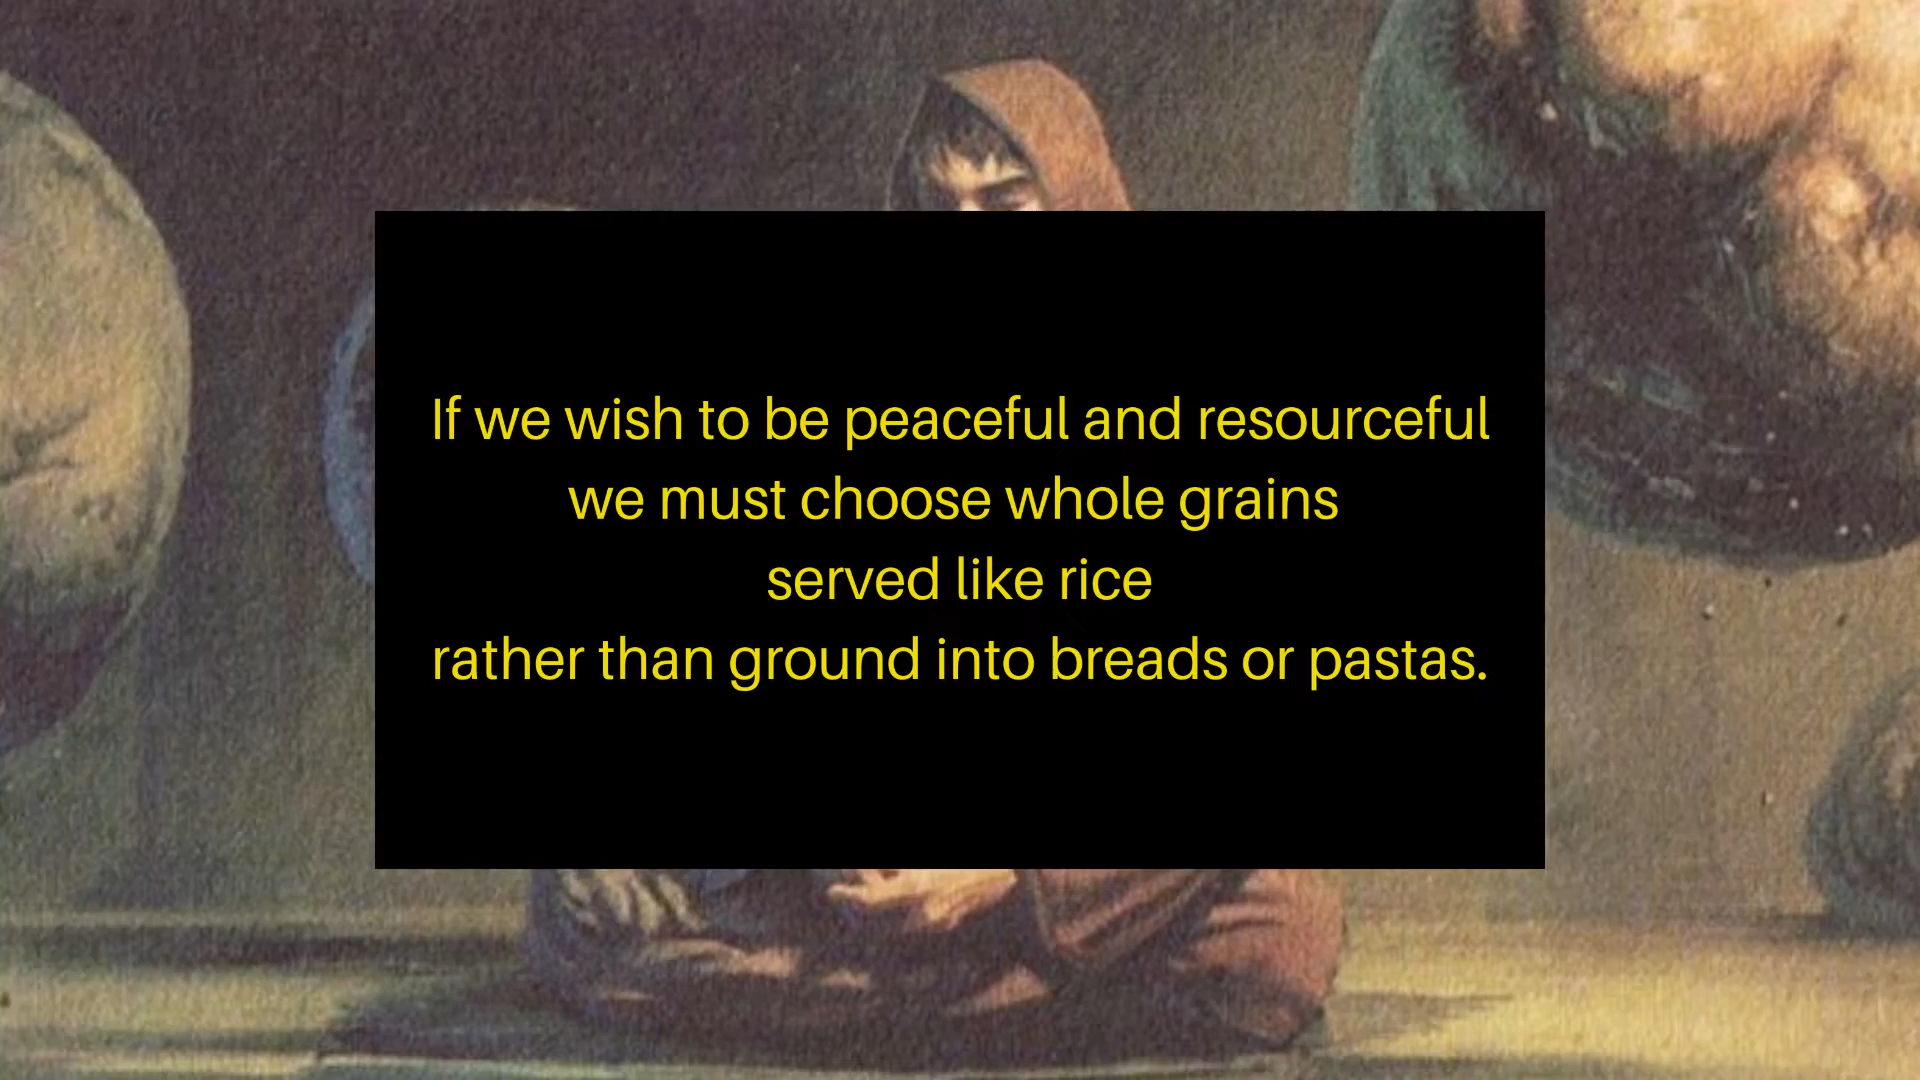 If we wish to be peaceful and resourceful
we must choose whole grains
served like rice
rather than ground into breads or pastas.